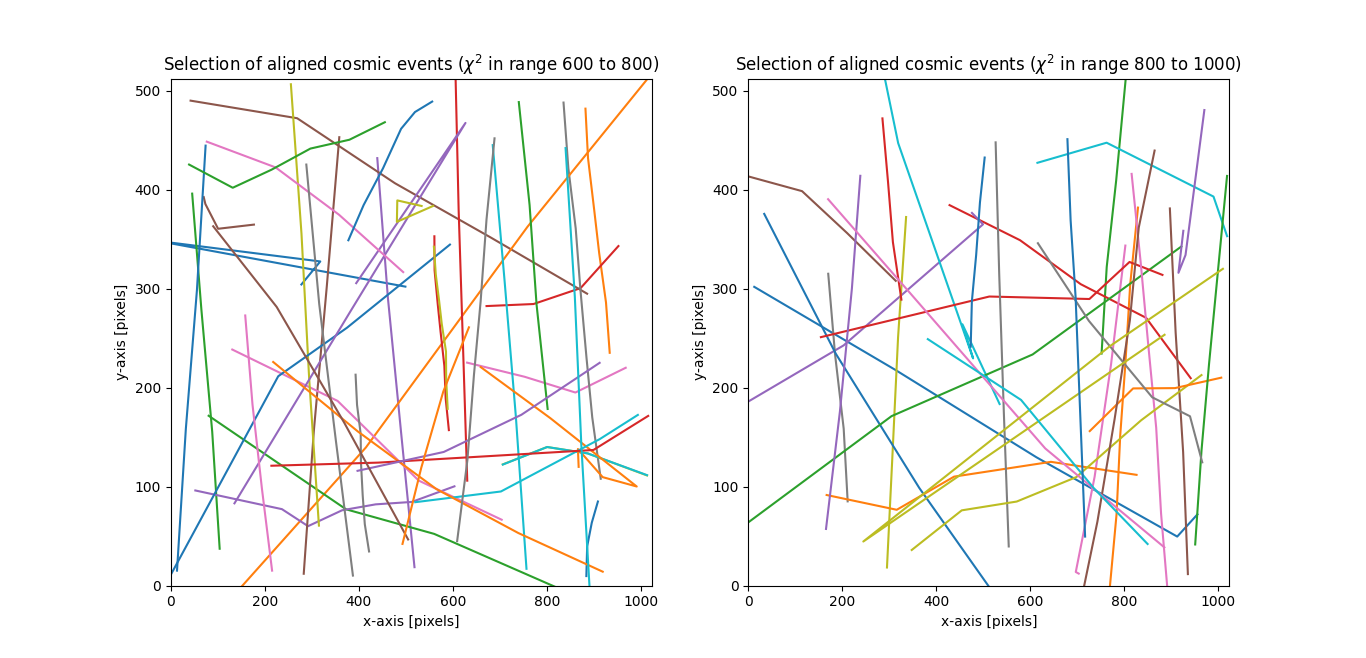 Selection of aligned cosmic events (χ² in range 600 to 800)
500
400
300
200
100
0
y-axis [pixels]
0 200 400 600 800 1000
x-axis [pixels]
Selection of aligned cosmic events (χ² in range 800 to 1000)
500
400
300
200
100
0
y-axis [pixels]
0 200 400 600 800 1000
x-axis [pixels]